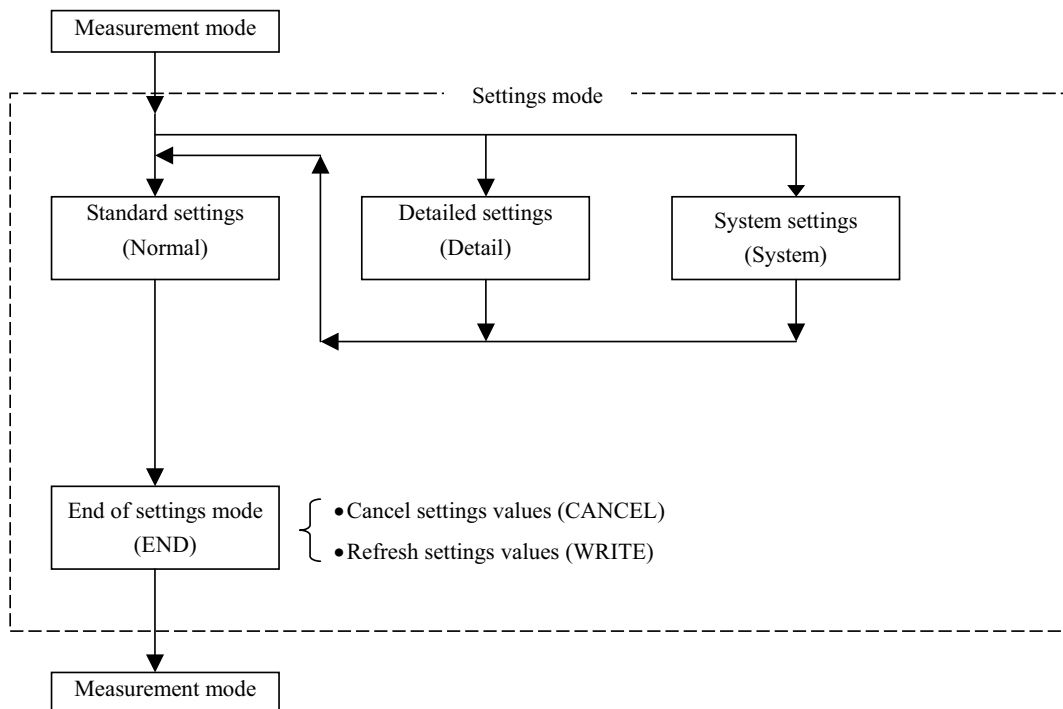 Measurement mode
Settings mode
Standard settings
(Normal)
Detailed settings
(Detail)
System settings
(System)
End of settings mode
(END)
•Cancel settings values (CANCEL)
•Refresh settings values (WRITE)
Measurement mode